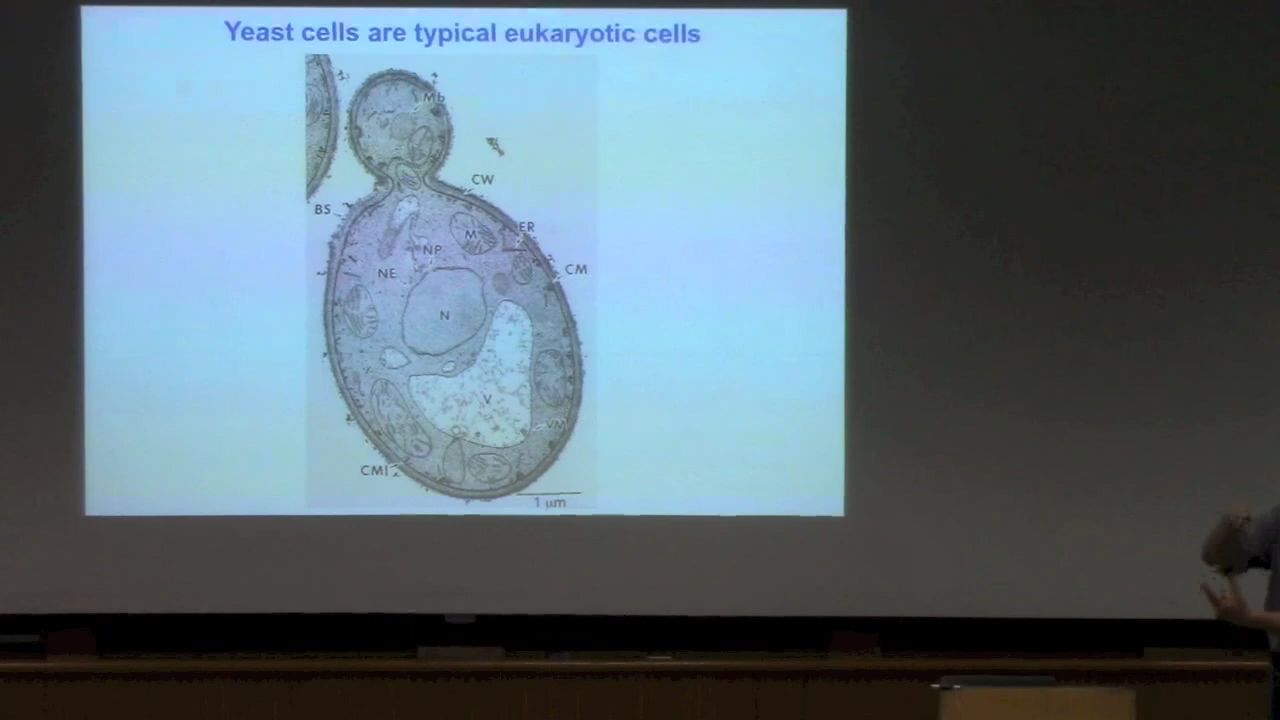 Yeast cells are typical eukaryotic cells
Mb
CW
BS
M
ER
NP
NE
CM
N
V
VM
CMI
1 µm